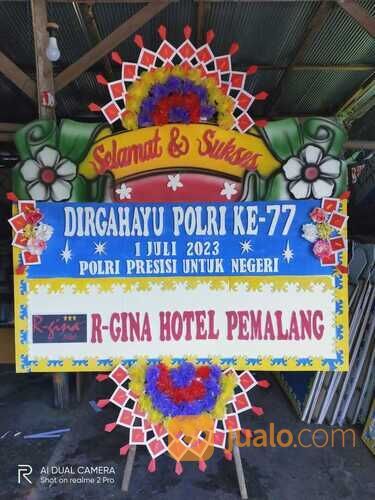 Selamat & Sukses
DIRGAHAYU POLRI KE-77
1 JULI 2023
POLRI PRESISI UNTUK NEGERI
R-gina
HOTEL
R-GINA HOTEL PEMALANG
jualo.com
R
AI DUAL CAMERA
Shot on realme 2 Pro